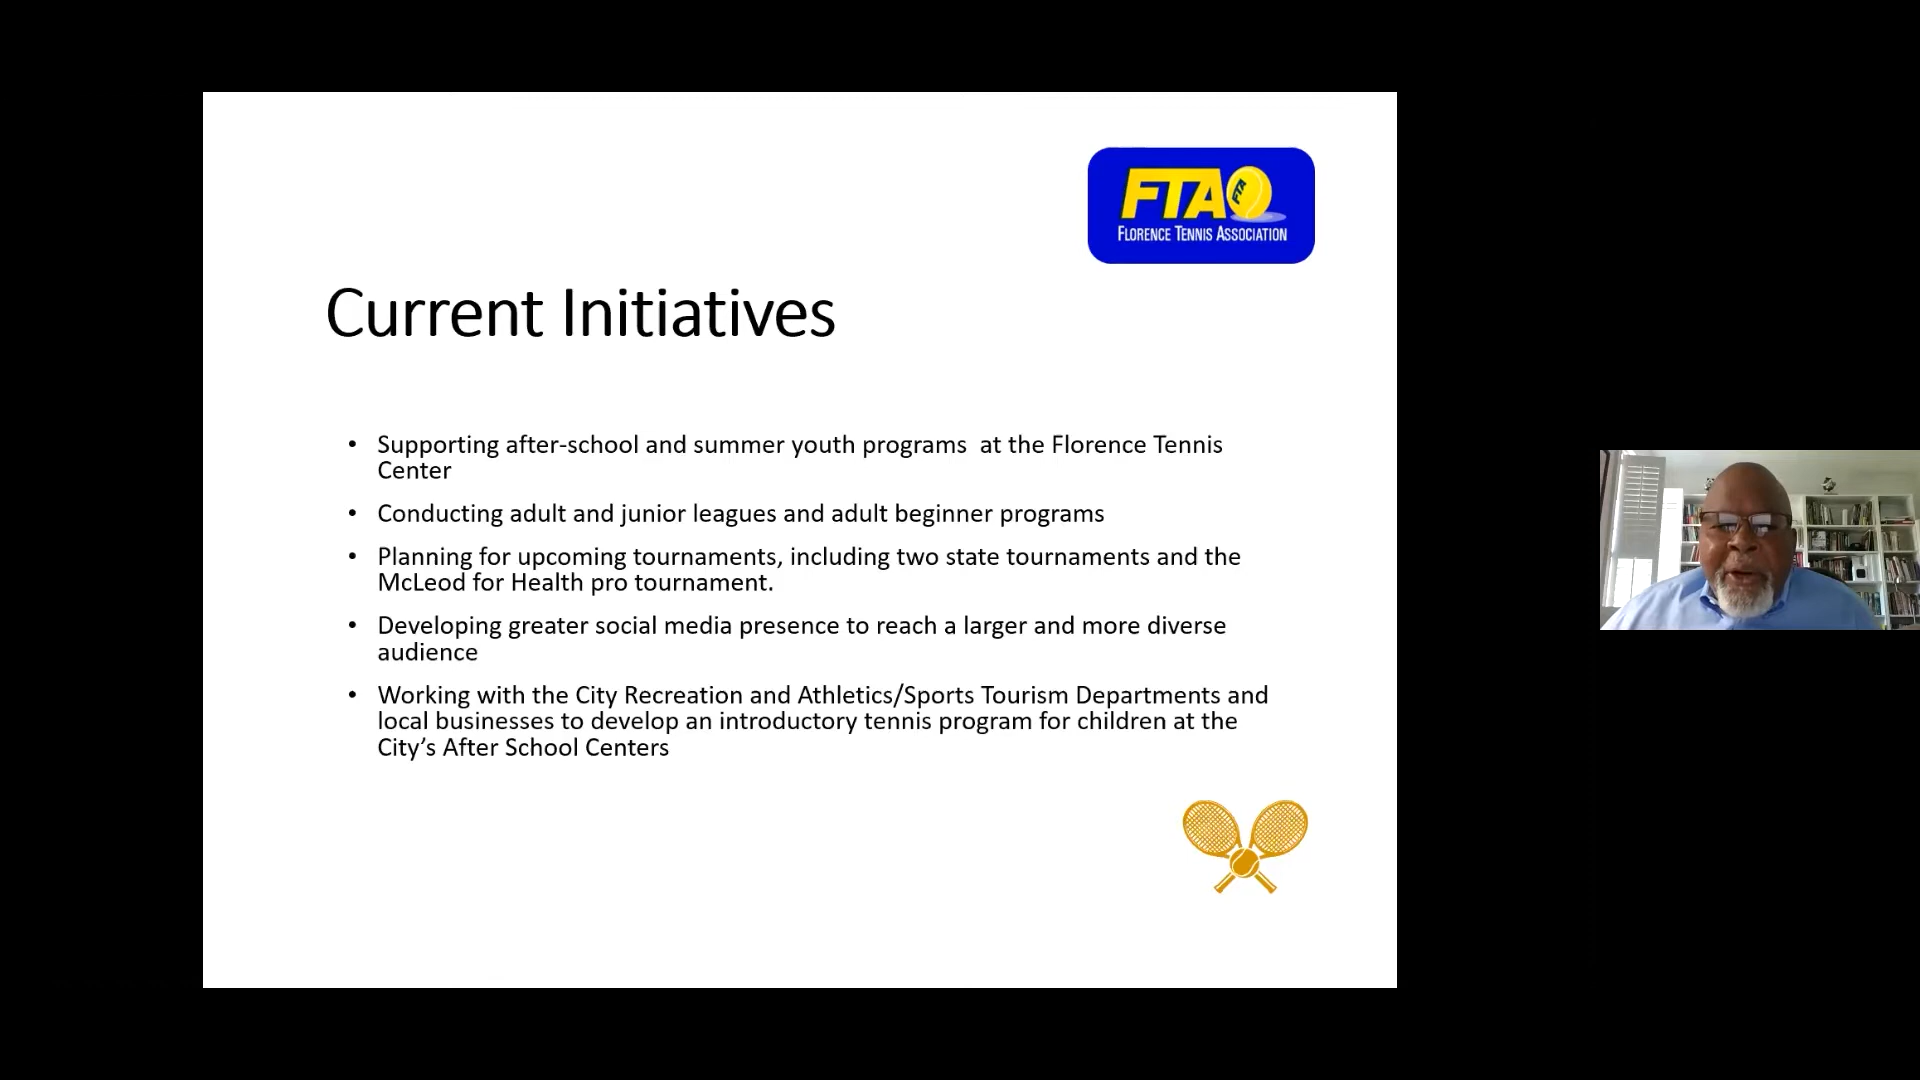 FTA
FTA
FLORENCE TENNIS ASSOCIATION
Current Initiatives
• Supporting after-school and summer youth programs  at the Florence Tennis
Center
• Conducting adult and junior leagues and adult beginner programs
• Planning for upcoming tournaments, including two state tournaments and the
McLeod for Health pro tournament.
• Developing greater social media presence to reach a larger and more diverse
audience
• Working with the City Recreation and Athletics/Sports Tourism Departments and
local businesses to develop an introductory tennis program for children at the
City’s After School Centers